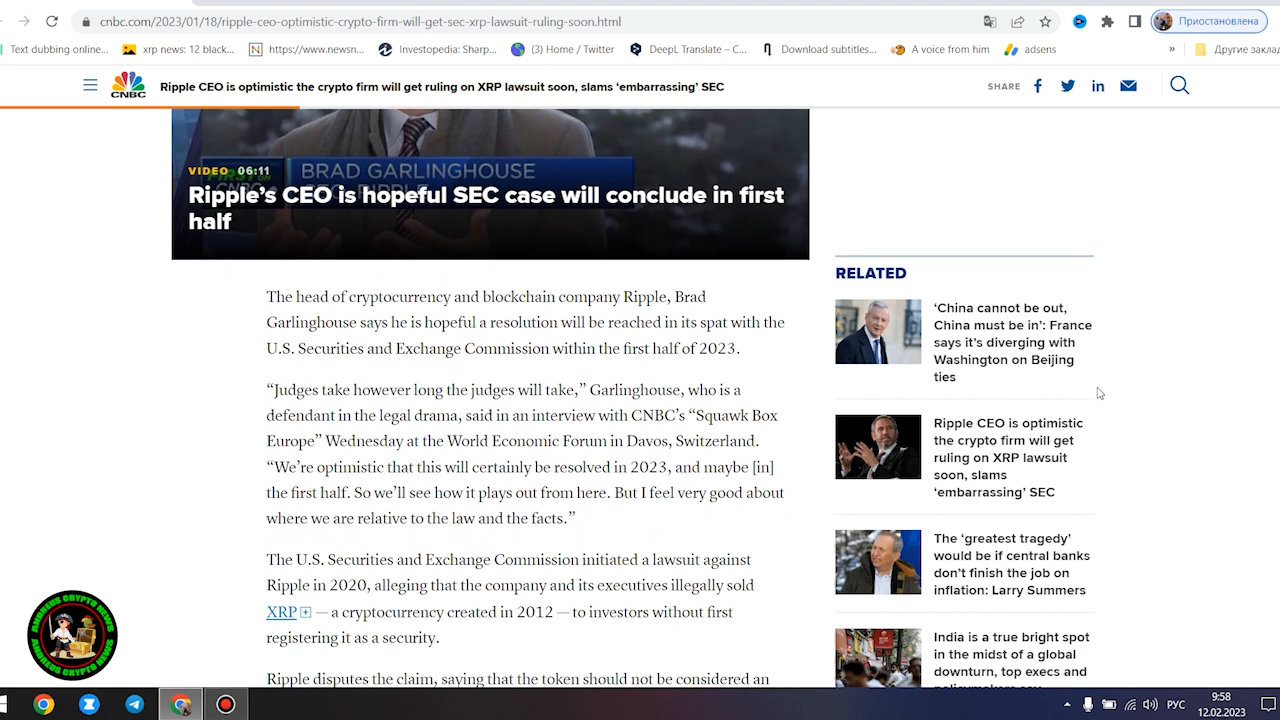 cnbc.com/2023/01/18/ripple-ceo-optimistic-crypto-firm-will-get-sec-xrp-lawsuit-ruling-soon.html
Приостановлена
Text dubbing online...
xrp news: 12 black...
https://www.newsn...
Investopedia: Sharp...
(3) Home / Twitter
DeepL Translate – C...
Download subtitles...
A voice from him
adsens
»
Другие закла
CNBC
Ripple CEO is optimistic the crypto firm will get ruling on XRP lawsuit soon, slams ‘embarrassing’ SEC
SHARE
BRAD GARLINGHOUSE
VIDEO 06:11
Ripple’s CEO is hopeful SEC case will conclude in first
half
The head of cryptocurrency and blockchain company Ripple, Brad
Garlinghouse says he is hopeful a resolution will be reached in its spat with the
U.S. Securities and Exchange Commission within the first half of 2023.
“Judges take however long the judges will take,” Garlinghouse, who is a
defendant in the legal drama, said in an interview with CNBC’s “Squawk Box
Europe” Wednesday at the World Economic Forum in Davos, Switzerland.
“We’re optimistic that this will certainly be resolved in 2023, and maybe [in]
the first half. So we’ll see how it plays out from here. But I feel very good about
where we are relative to the law and the facts.”
The U.S. Securities and Exchange Commission initiated a lawsuit against
Ripple in 2020, alleging that the company and its executives illegally sold
XRP — a cryptocurrency created in 2012 — to investors without first
registering it as a security.
Ripple disputes the claim, saying that the token should not be considered an
RELATED
‘China cannot be out,
China must be in’: France
says it’s diverging with
Washington on Beijing
ties
Ripple CEO is optimistic
the crypto firm will get
ruling on XRP lawsuit
soon, slams
‘embarrassing’ SEC
The ‘greatest tragedy’
would be if central banks
don’t finish the job on
inflation: Larry Summers
India is a true bright spot
in the midst of a global
downturn, top execs and
ANDREUS CRYPTO NEWS
ANDREUS CRYPTO NEWS
РУС
9:58
12.02.2023